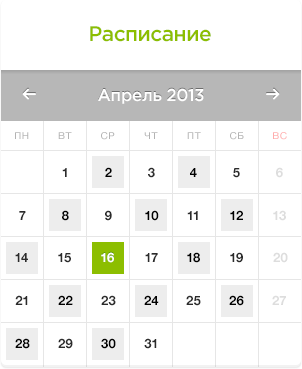 Расписание
← Апрель 2013 →
ПН ВТ СР ЧТ ПТ СБ ВС
1 2 3 4 5 6
7 8 9 10 11 12 13
14 15 16 17 18 19 20
21 22 23 24 25 26 27
28 29 30 31